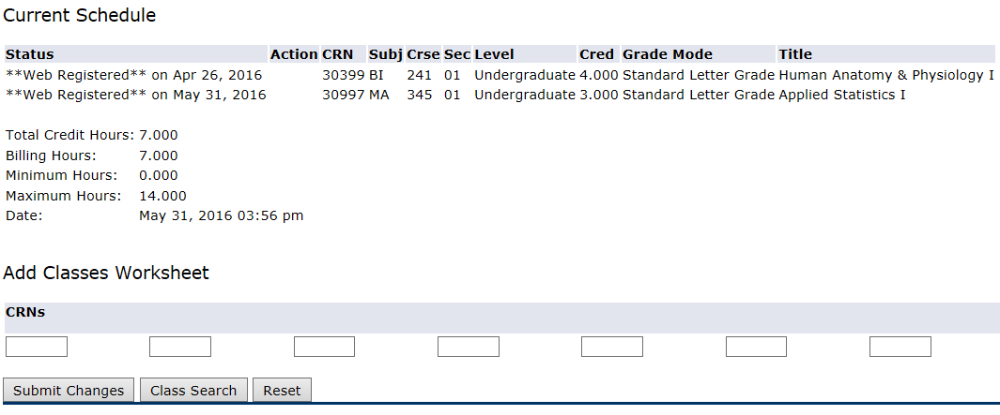 Current Schedule
Status Action CRN Subj Crse Sec Level Cred Grade Mode Title
**Web Registered** on Apr 26, 2016 30399 BI 241 01 Undergraduate 4.000 Standard Letter Grade Human Anatomy & Physiology I
**Web Registered** on May 31, 2016 30997 MA 345 01 Undergraduate 3.000 Standard Letter Grade Applied Statistics I
Total Credit Hours: 7.000
Billing Hours: 7.000
Minimum Hours: 0.000
Maximum Hours: 14.000
Date: May 31, 2016 03:56 pm
Add Classes Worksheet
CRNs
Submit Changes Class Search Reset